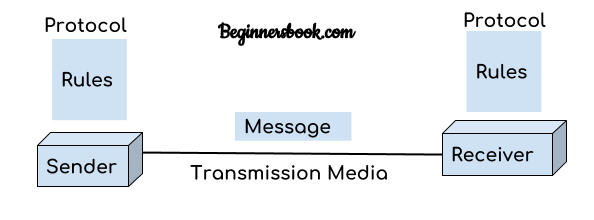 Protocol
Beginnersbook.com
Protocol
Rules
Rules
Message
Sender
Receiver
Transmission Media